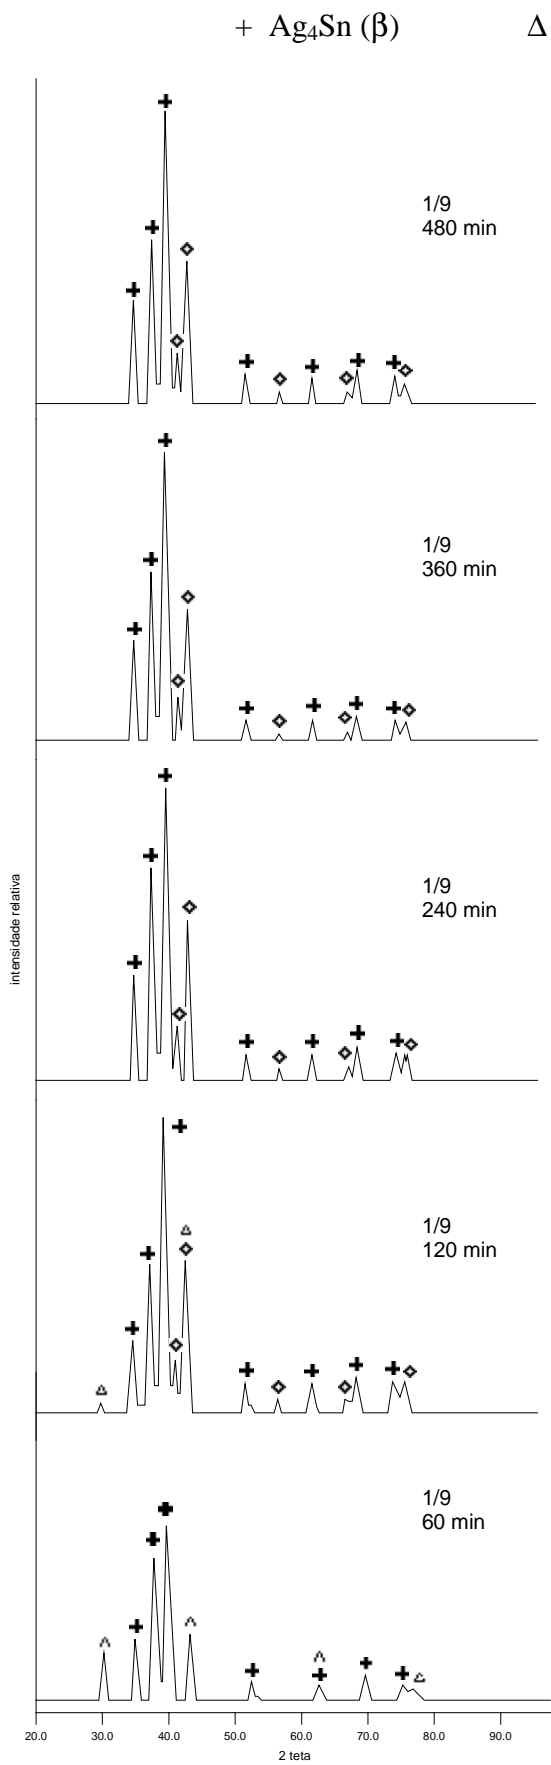 + Ag₄Sn (β) Δ
1/9
480 min
1/9
360 min
1/9
240 min
1/9
120 min
1/9
60 min
intensidade relativa
20.0 30.0 40.0 50.0 60.0 70.0 80.0 90.0
2 teta